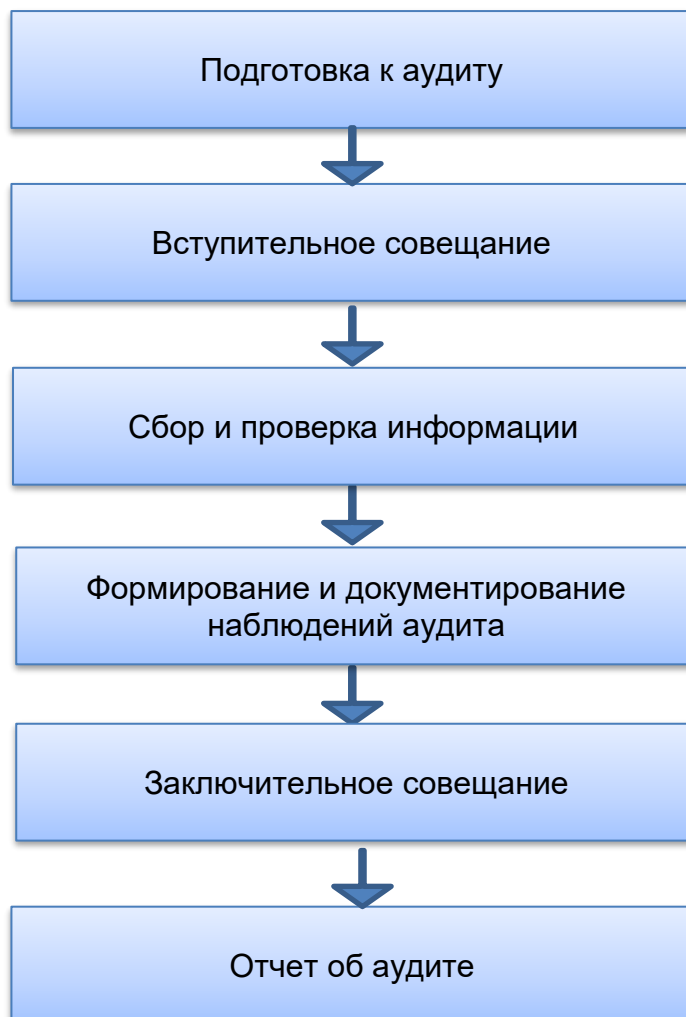 Подготовка к аудиту
Вступительное совещание
Сбор и проверка информации
Формирование и документирование
наблюдений аудита
Заключительное совещание
Отчет об аудите